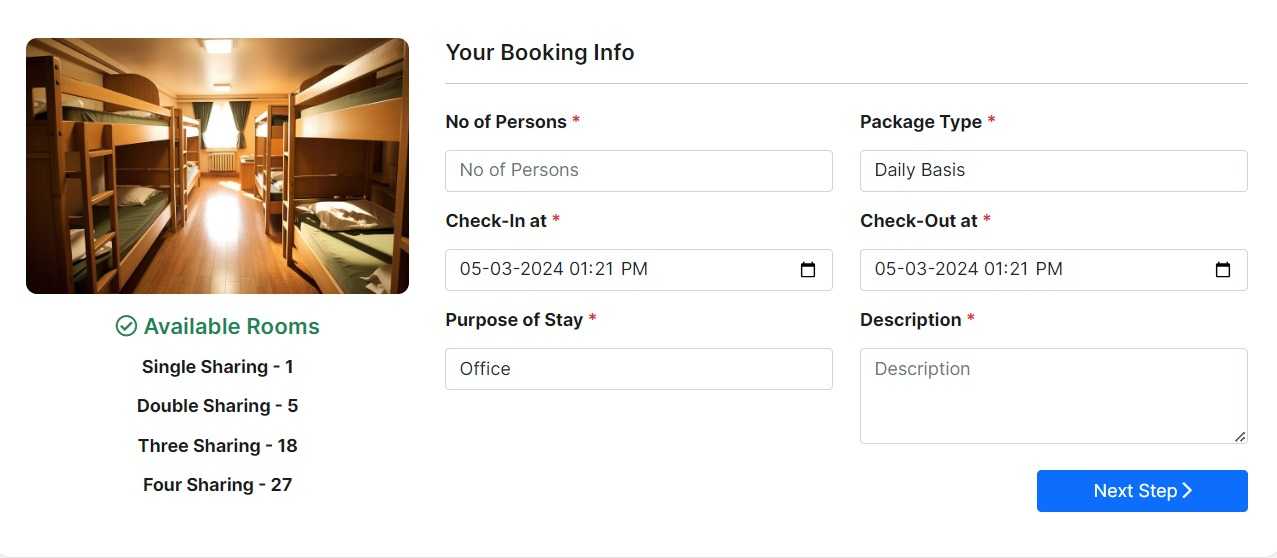 Your Booking Info
No of Persons *
Package Type *
No of Persons
Daily Basis
Check-In at *
Check-Out at *
05-03-2024 01:21 PM
05-03-2024 01:21 PM
Purpose of Stay *
Description *
Office
Description
Next Step
Available Rooms
Single Sharing - 1
Double Sharing - 5
Three Sharing - 18
Four Sharing - 27